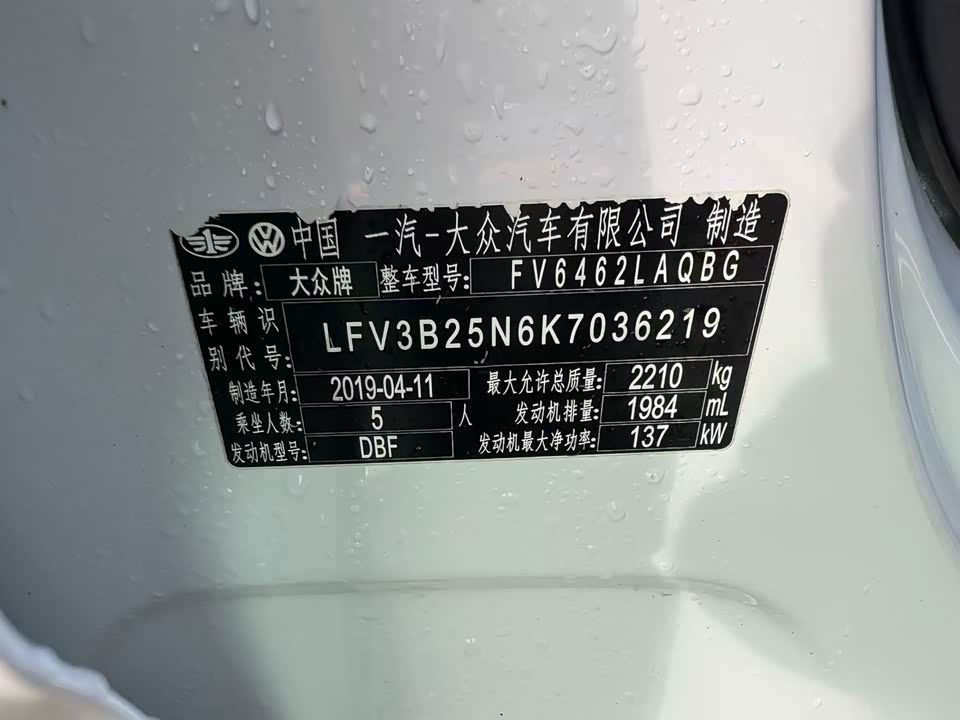 中国 一汽-大众汽车有限公司 制造
品牌: 大众牌 整车型号: FV6462LAQBG
车辆识别代号: LFV3B25N6K7036219
制造年月: 2019-04-11 最大允许总质量: 2210 kg
乘坐人数: 5 人 发动机排量: 1984 mL
发动机型号: DBF 发动机最大净功率: 137 kW